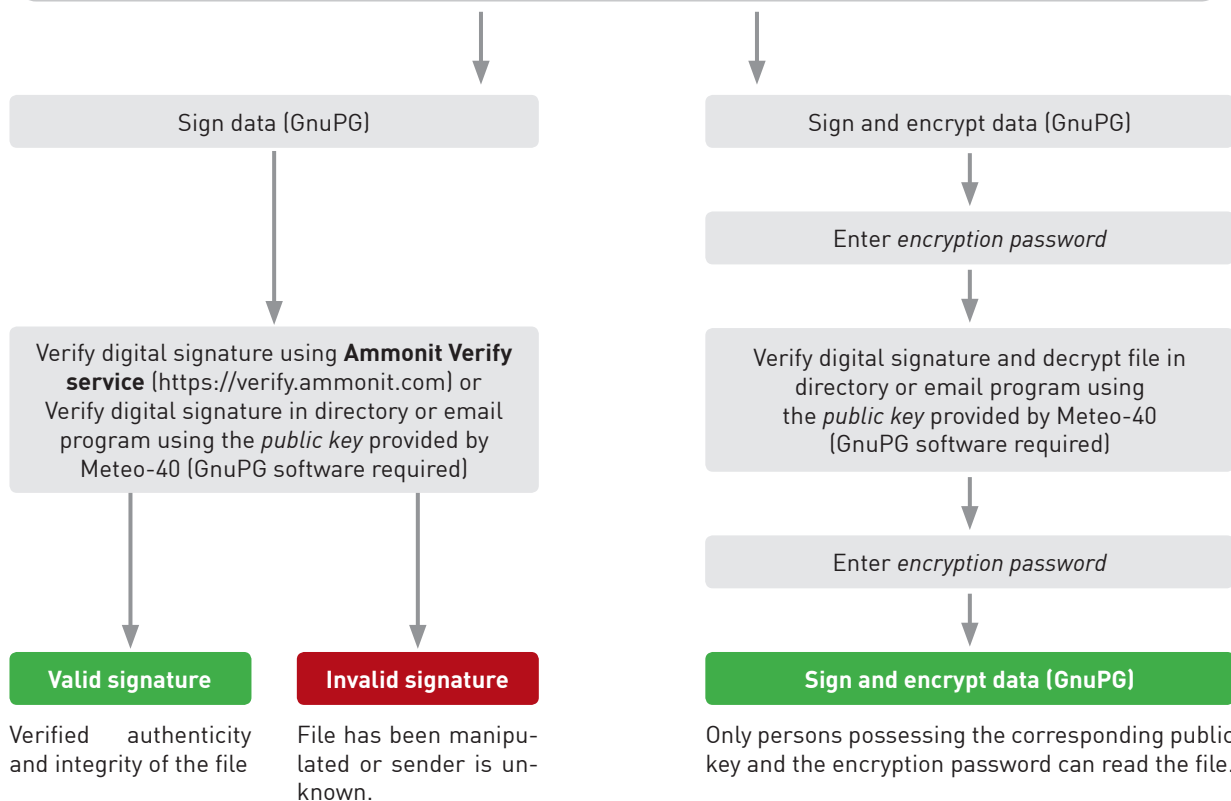 Sign data (GnuPG)
Verify digital signature using Ammonit Verify
service (https://verify.ammonit.com) or
Verify digital signature in directory or email
program using the public key provided by
Meteo-40 (GnuPG software required)
Valid signature
Verified authenticity
and integrity of the file
Invalid signature
File has been manipu-
lated or sender is un-
known.
Sign and encrypt data (GnuPG)
Enter encryption password
Verify digital signature and decrypt file in
directory or email program using
the public key provided by Meteo-40
(GnuPG software required)
Enter encryption password
Sign and encrypt data (GnuPG)
Only persons possessing the corresponding public
key and the encryption password can read the file.